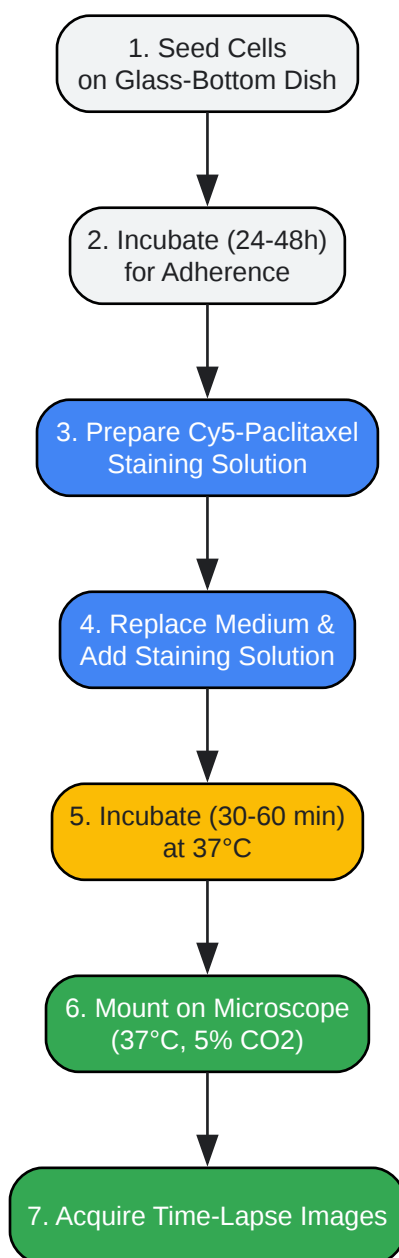 1. Seed Cells
on Glass-Bottom Dish
2. Incubate (24-48h)
for Adherence
3. Prepare Cy5-Paclitaxel
Staining Solution
4. Replace Medium &
Add Staining Solution
5. Incubate (30-60 min)
at 37°C
6. Mount on Microscope
(37°C, 5% CO2)
7. Acquire Time-Lapse Images